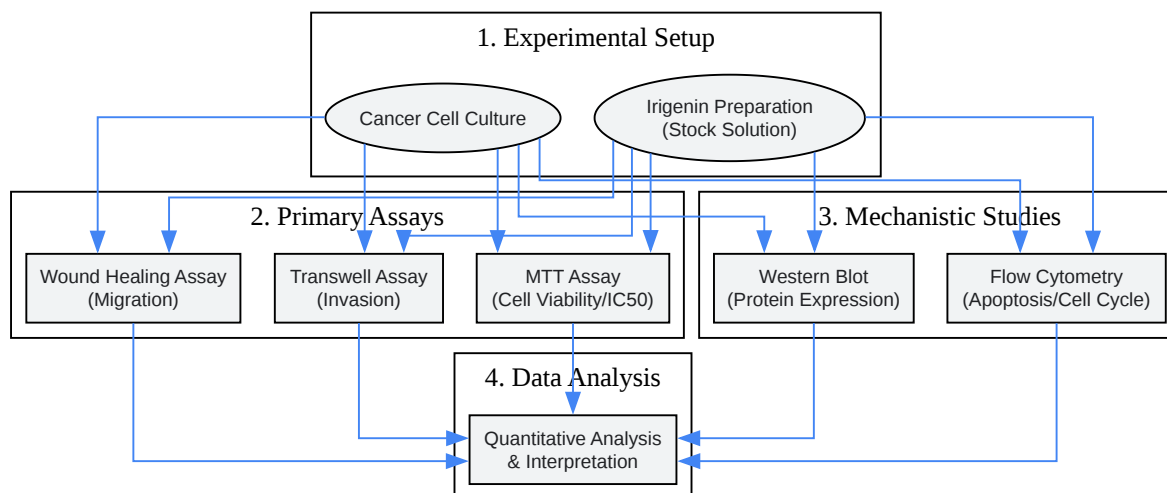 1. Experimental Setup
Cancer Cell Culture
Irigenin Preparation
(Stock Solution)
2. Primary Assays
Wound Healing Assay
(Migration)
Transwell Assay
(Invasion)
MTT Assay
(Cell Viability/IC50)
3. Mechanistic Studies
Western Blot
(Protein Expression)
Flow Cytometry
(Apoptosis/Cell Cycle)
4. Data Analysis
Quantitative Analysis
& Interpretation